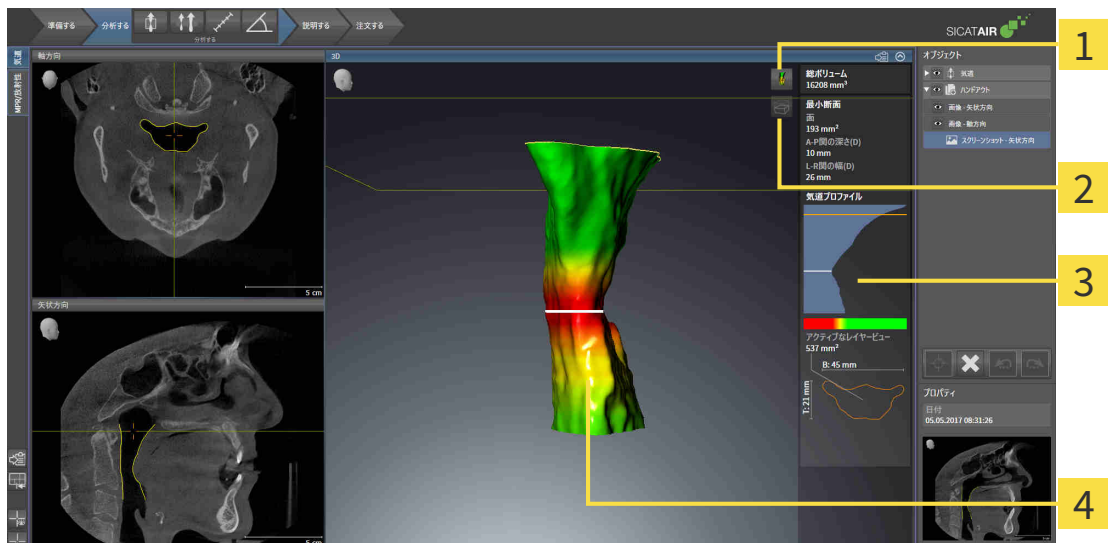 準備する
分析する
分析する
説明する
注文する
SICATAIR
気道
MPR/放射性
軸方向
5 cm
矢状方向
5 cm
3D
総ボリューム
16208 mm³
最小断面
面
193 mm²
A-P間の深さ(D)
10 mm
L-R間の幅(D)
26 mm
気道プロファイル
アクティブなレイヤービュー
537 mm²
B: 45 mm
T: 21 mm
オブジェクト
気道
ハンドアウト
画像 - 矢状方向
画像 - 軸方向
スクリーンショット - 矢状方向
プロパティ
日付
05.05.2017 08:31:26
1
2
3
4